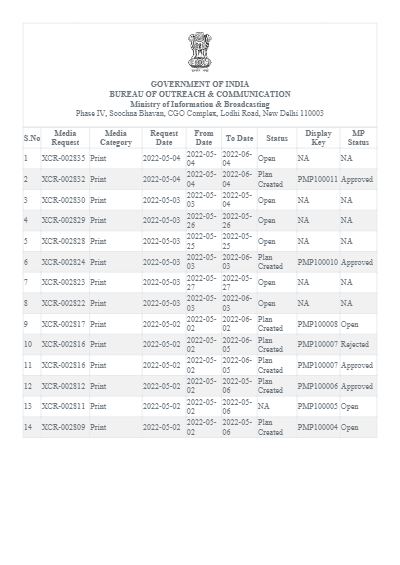 GOVERNMENT OF INDIA
BUREAU OF OUTREACH & COMMUNICATION
Ministry of Information & Broadcasting
Phase IV, Soochna Bhavan, CGO Complex, Lodhi Road, New Delhi 110003
S.No Media Request Media Category Request Date From Date To Date Status Display Key MP Status
1 XCR-002835 Print 2022-05-04 2022-05-04 2022-06-04 Open NA NA
2 XCR-002832 Print 2022-05-04 2022-05-04 2022-06-04 Plan Created PMP100011 Approved
3 XCR-002830 Print 2022-05-03 2022-05-03 2022-06-04 Open NA NA
4 XCR-002829 Print 2022-05-03 2022-05-26 2022-05-26 Open NA NA
5 XCR-002828 Print 2022-05-03 2022-05-25 2022-05-25 Open NA NA
6 XCR-002824 Print 2022-05-03 2022-05-03 2022-06-03 Plan Created PMP100010 Approved
7 XCR-002823 Print 2022-05-03 2022-05-27 2022-05-27 Open NA NA
8 XCR-002822 Print 2022-05-03 2022-05-03 2022-06-03 Open NA NA
9 XCR-002817 Print 2022-05-02 2022-05-02 2022-06-02 Plan Created PMP100008 Open
10 XCR-002816 Print 2022-05-02 2022-05-02 2022-06-05 Plan Created PMP100007 Rejected
11 XCR-002816 Print 2022-05-02 2022-05-02 2022-06-05 Plan Created PMP100007 Approved
12 XCR-002812 Print 2022-05-02 2022-05-02 2022-05-06 Plan Created PMP100006 Approved
13 XCR-002811 Print 2022-05-02 2022-05-02 2022-05-06 NA PMP100005 Open
14 XCR-002809 Print 2022-05-02 2022-05-02 2022-05-06 Plan Created PMP100004 Open